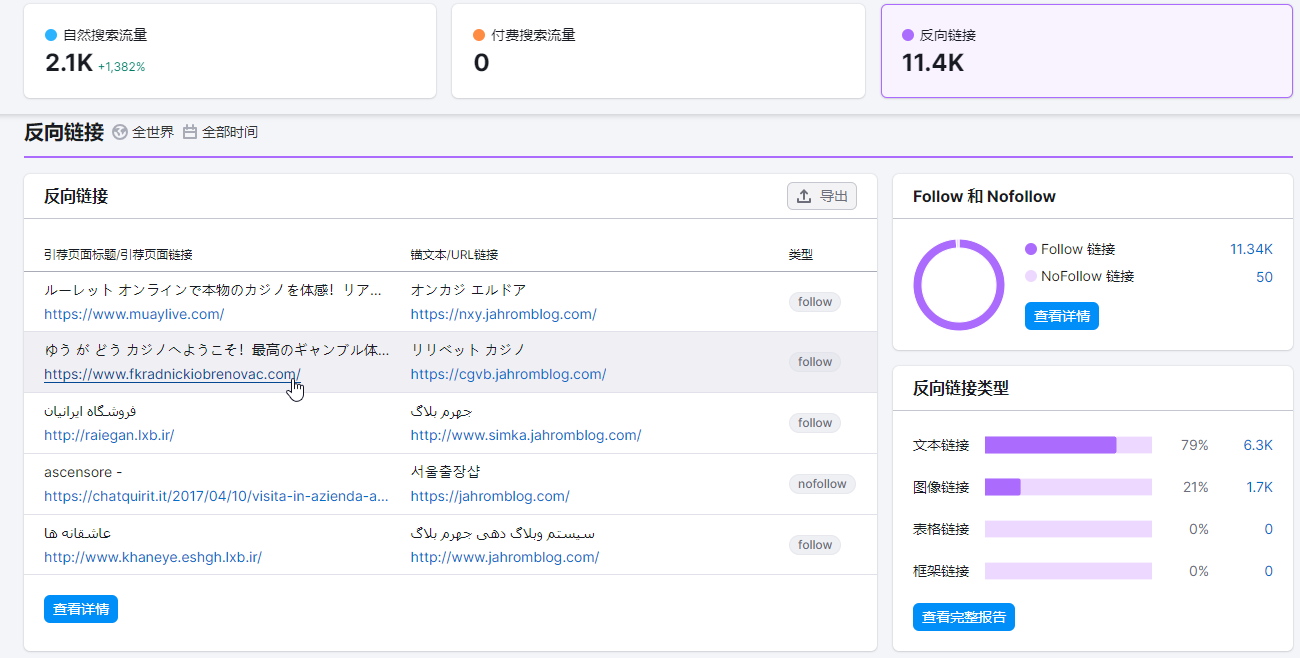 自然搜索流量
2.1K +1,382%
付费搜索流量
0
反向链接
11.4K
反向链接 全世界 全部时间
反向链接
导出
引荐页面标题/引荐页面链接 锚文本/URL链接 类型
ルーレット オンラインで本物のカジノを体感！リア... オンカジ エルドア
https://www.muaylive.com/ https://nxy.jahromblog.com/
follow
ゆう が どう カジノへようこそ！最高のギャンブル体... リリベット カジノ
https://www.fkradnickiobrenovac.com/ https://cgvb.jahromblog.com/
follow
فروشگاه ایرانیان جهرم بلاگ
http://raiegan.lxb.ir/ http://www.simka.jahromblog.com/
follow
ascensore - 서울출장샵
https://chatquirit.it/2017/04/10/visita-in-azienda-a... https://jahromblog.com/
nofollow
عاشقانه ها سیستم وبلاگ دهی جهرم بلاگ
http://www.khaneye.eshgh.lxb.ir/ http://www.jahromblog.com/
follow
查看详情
Follow 和 Nofollow
Follow 链接 11.34K
NoFollow 链接 50
查看详情
反向链接类型
文本链接 79% 6.3K
图像链接 21% 1.7K
表格链接 0% 0
框架链接 0% 0
查看完整报告